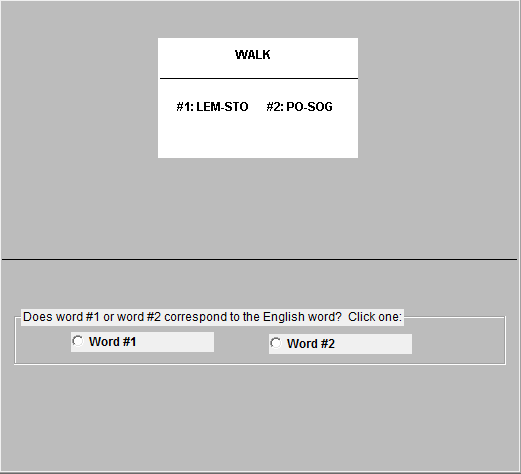 WALK
#1: LEM-STO #2: PO-SOG
Does word #1 or word #2 correspond to the English word? Click one:
Word #1 Word #2